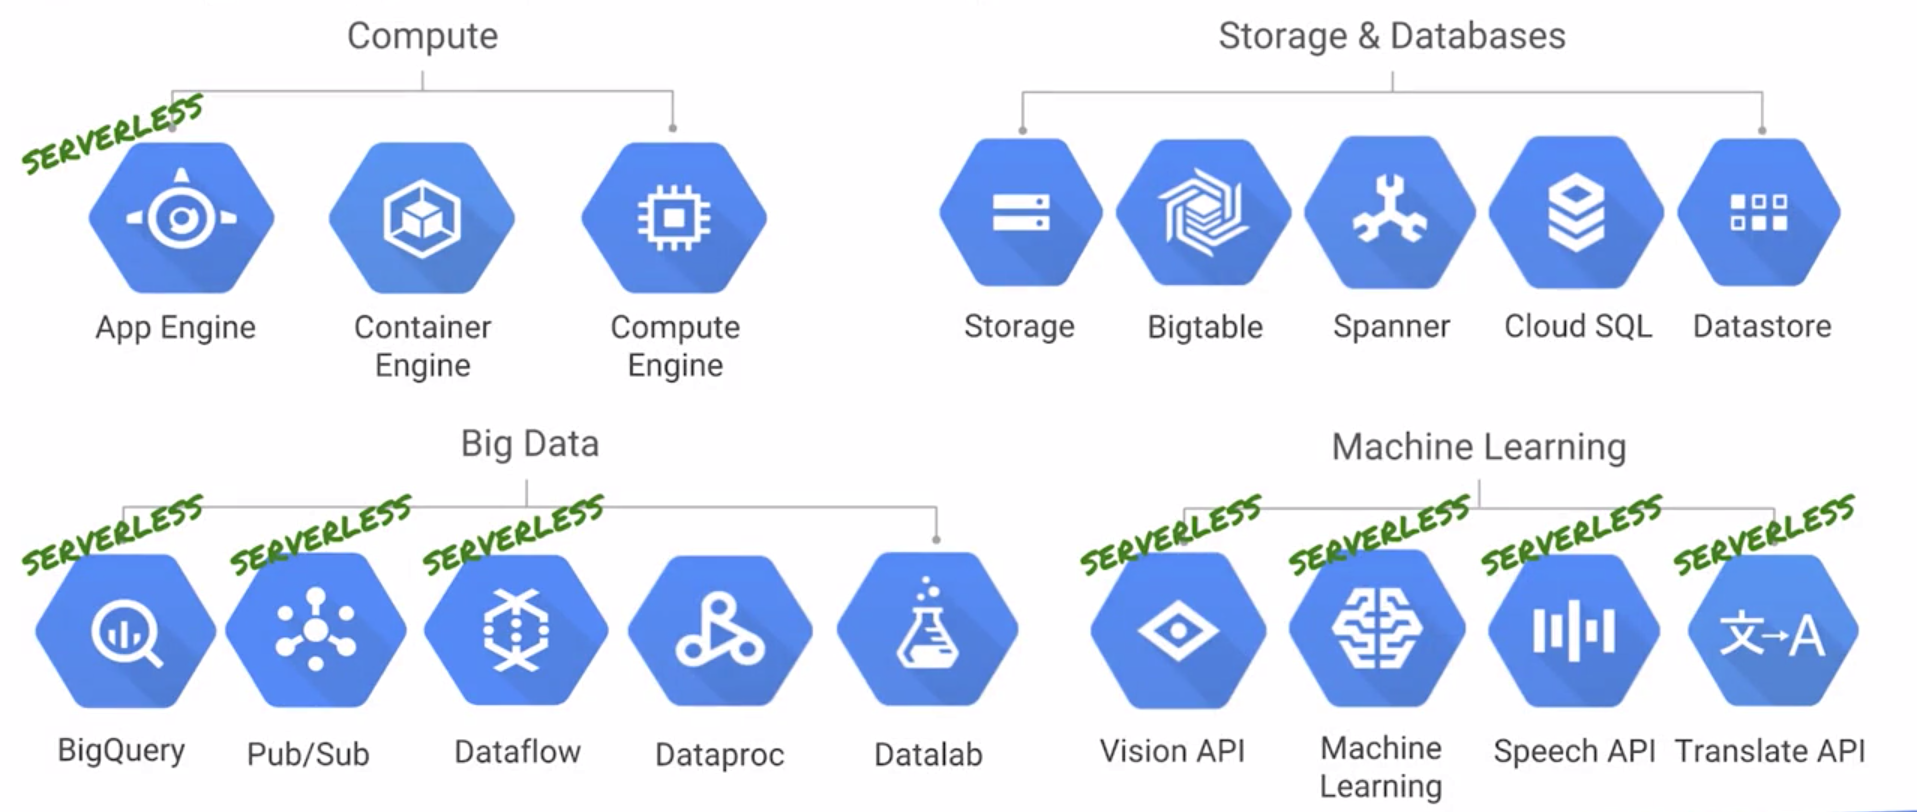 Compute
SERVERLESS
App Engine
Container
Engine
Compute
Engine
Storage & Databases
Storage
Bigtable
Spanner
Cloud SQL
Datastore
Big Data
SERVERLESS
SERVERLESS
SERVERLESS
BigQuery
Pub/Sub
Dataflow
Dataproc
Datalab
Machine Learning
SERVERLESS
SERVERLESS
SERVERLESS
SERVERLESS
文→A
Vision API
Machine
Learning
Speech API
Translate API